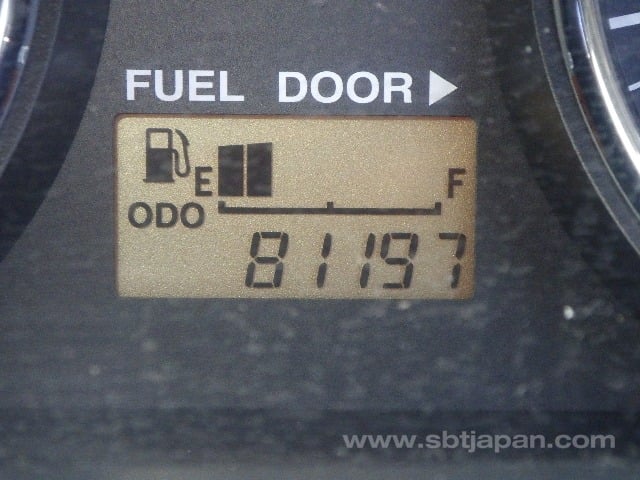 FUEL DOOR ▶
E F
ODO
81197
www.sbtjapan.com